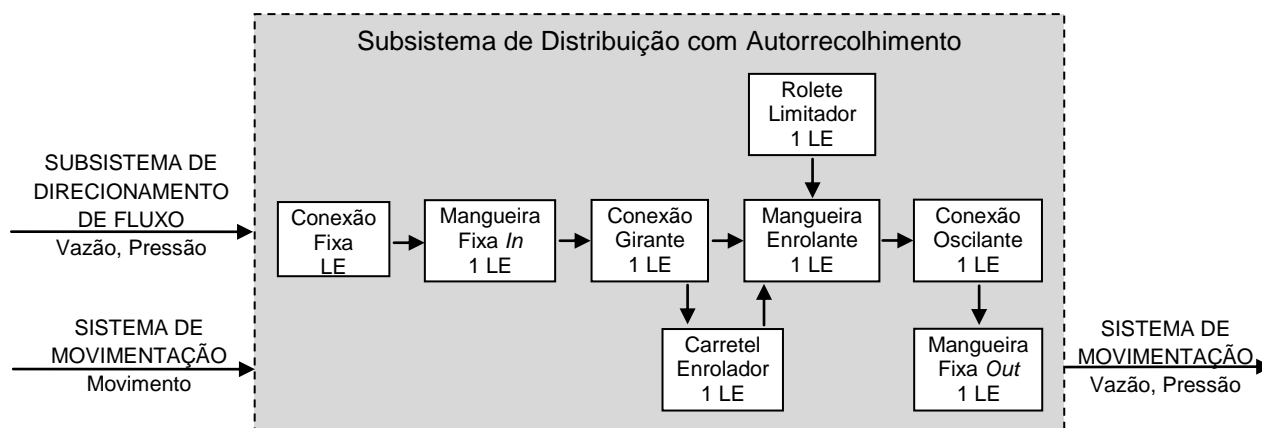 Subsistema de Distribuição com Autorrecolhimento
Rolete
Limitador
1 LE
SUBSISTEMA DE
DIRECIONAMENTO
DE FLUXO
Vazão, Pressão
Conexão
Fixa
LE
Mangueira
Fixa In
1 LE
Conexão
Girante
1 LE
Mangueira
Enrolante
1 LE
Conexão
Oscilante
1 LE
SISTEMA DE
MOVIMENTAÇÃO
Movimento
Carretel
Enrolador
1 LE
Mangueira
Fixa Out
1 LE
SISTEMA DE
MOVIMENTAÇÃO
Vazão, Pressão